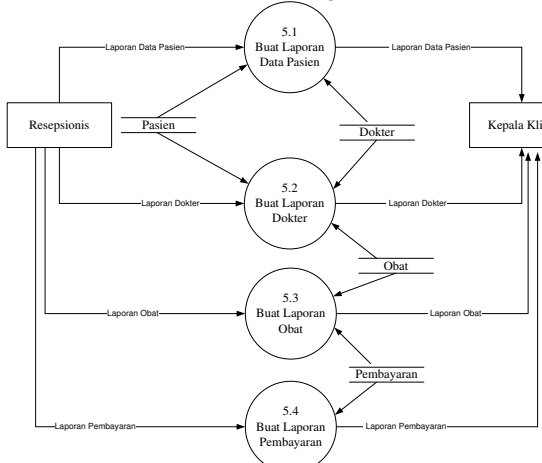 5.1
Buat Laporan
Data Pasien
Laporan Data Pasien
Laporan Data Pasien
Resepsionis
Pasien
Dokter
Kepala Kli
5.2
Buat Laporan
Dokter
Laporan Dokter
Laporan Dokter
Obat
5.3
Buat Laporan
Obat
Laporan Obat
Laporan Obat
Pembayaran
5.4
Buat Laporan
Pembayaran
Laporan Pembayaran
Laporan Pembayaran